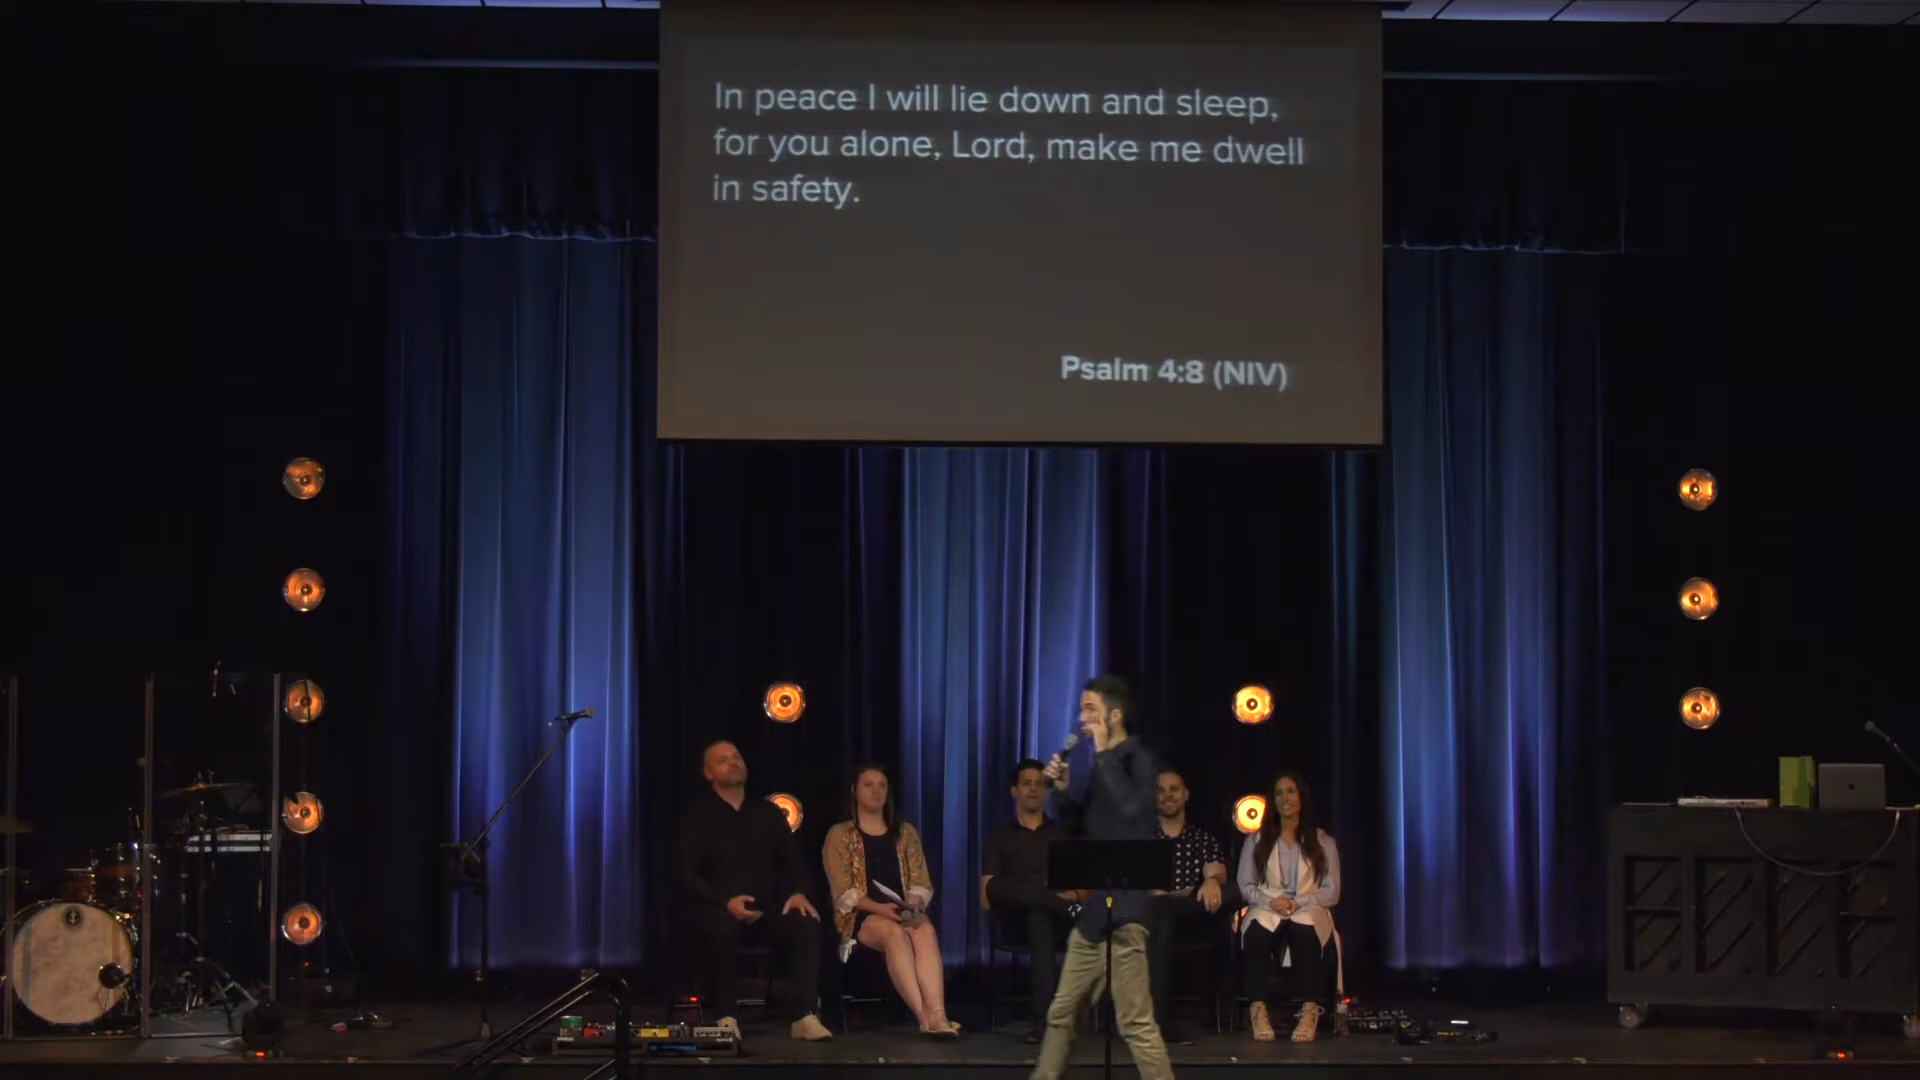 In peace I will lie down and sleep,
for you alone, Lord, make me dwell
in safety.
Psalm 4:8 (NIV)